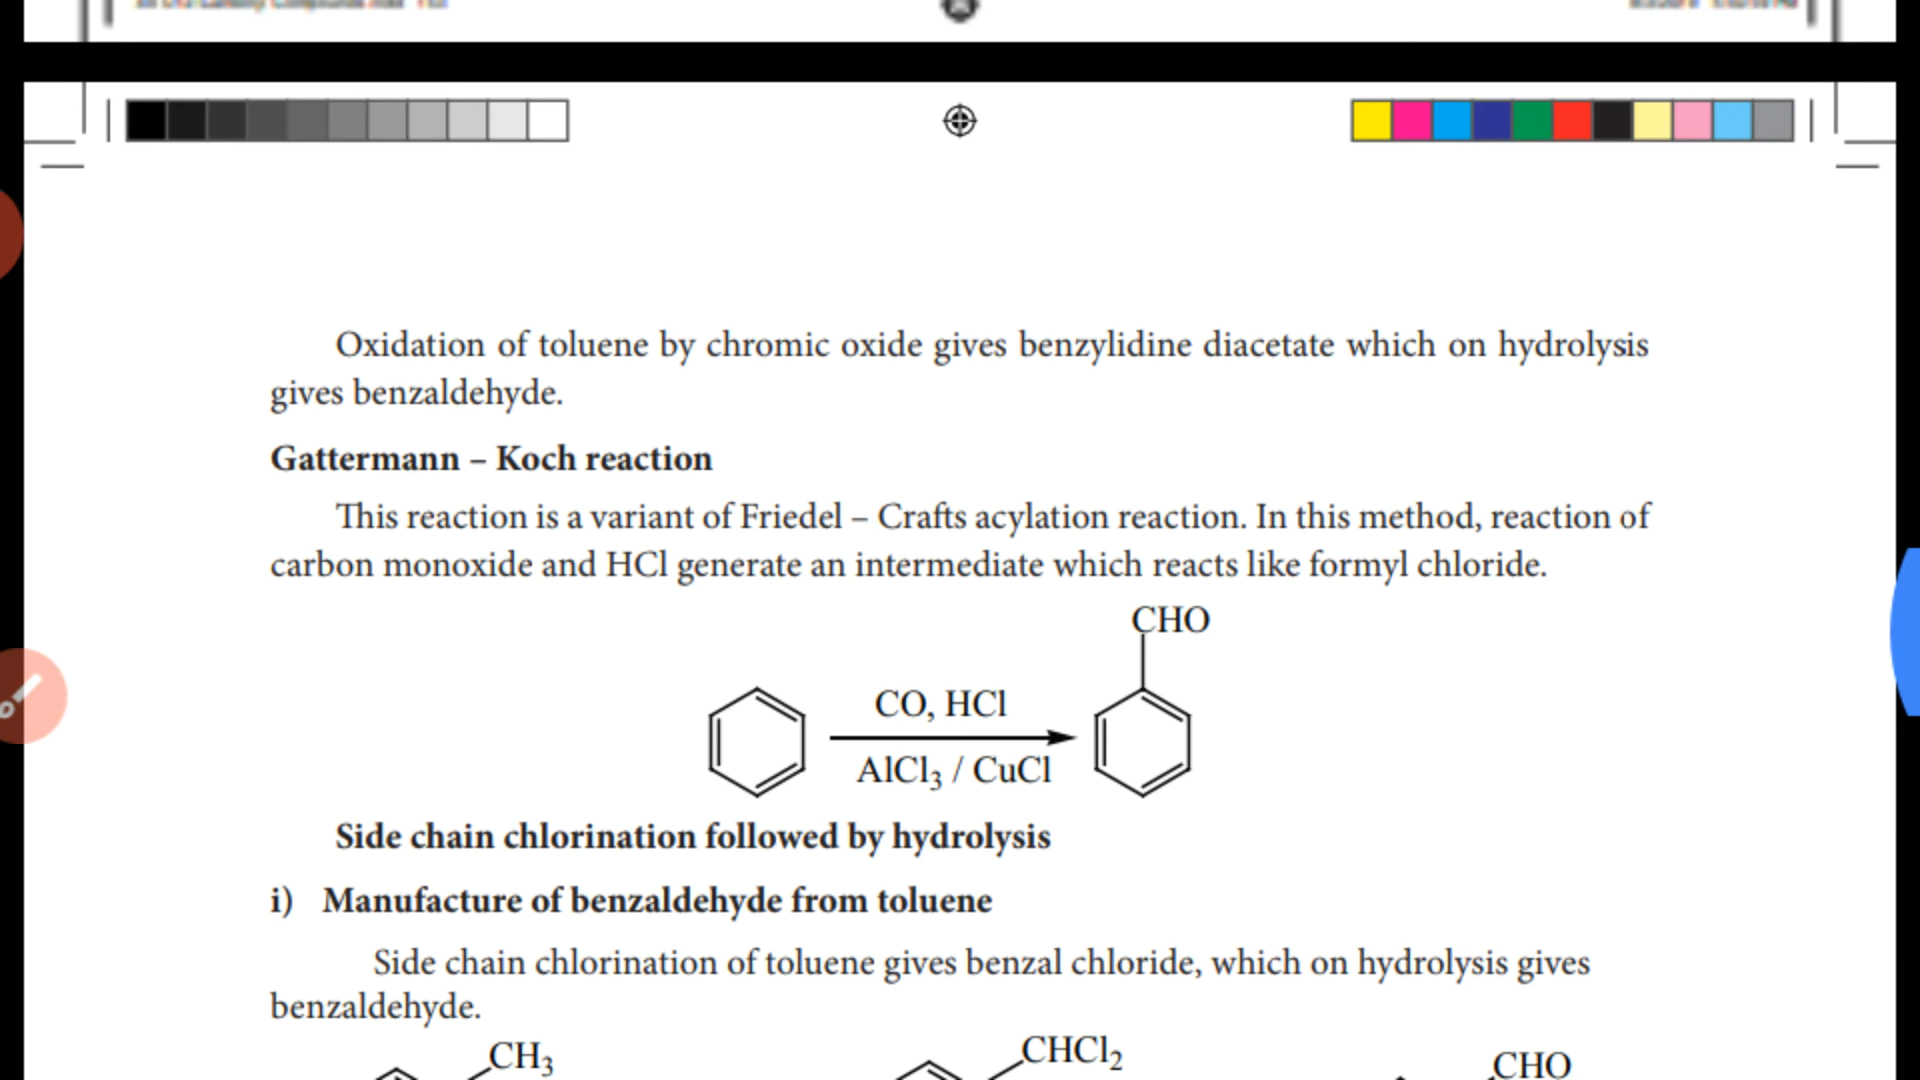 Oxidation of toluene by chromic oxide gives benzylidine diacetate which on hydrolysis
gives benzaldehyde.
Gattermann – Koch reaction
This reaction is a variant of Friedel – Crafts acylation reaction. In this method, reaction of
carbon monoxide and HCl generate an intermediate which reacts like formyl chloride.
CHO
CO, HCl
AlCl₃ / CuCl
Side chain chlorination followed by hydrolysis
i) Manufacture of benzaldehyde from toluene
Side chain chlorination of toluene gives benzal chloride, which on hydrolysis gives
benzaldehyde.
CH₃ CHCl₂ CHO